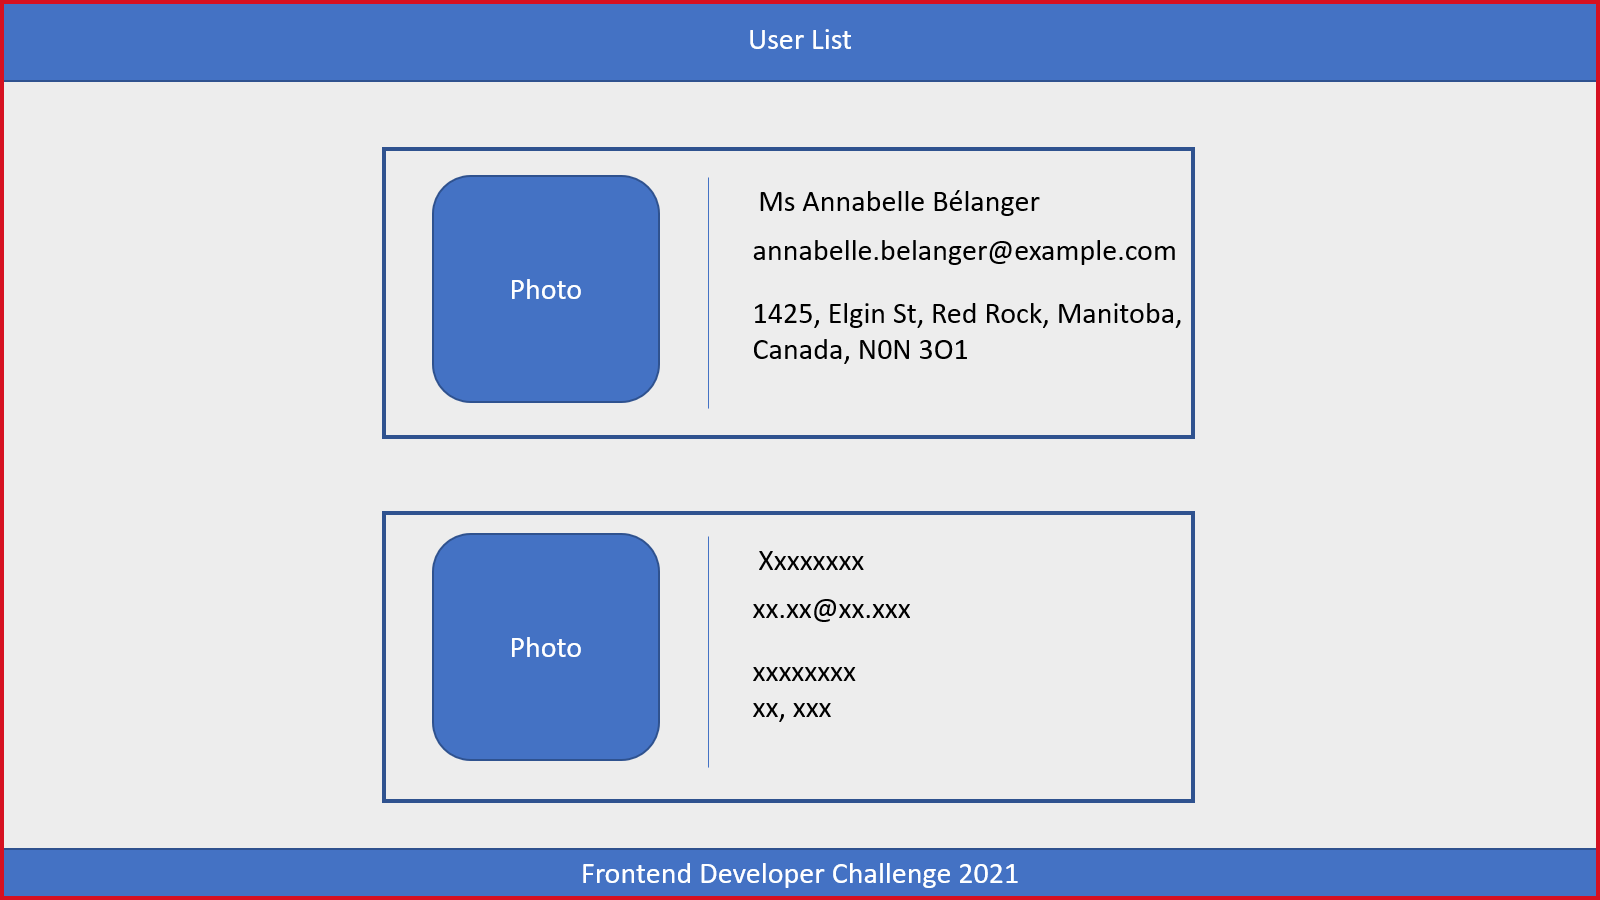 User List
Photo
Ms Annabelle Bélanger
annabelle.belanger@example.com
1425, Elgin St, Red Rock, Manitoba,
Canada, N0N 3O1
Photo
Xxxxxxxx
xx.xx@xx.xxx
xxxxxxxx
xx, xxx
Frontend Developer Challenge 2021